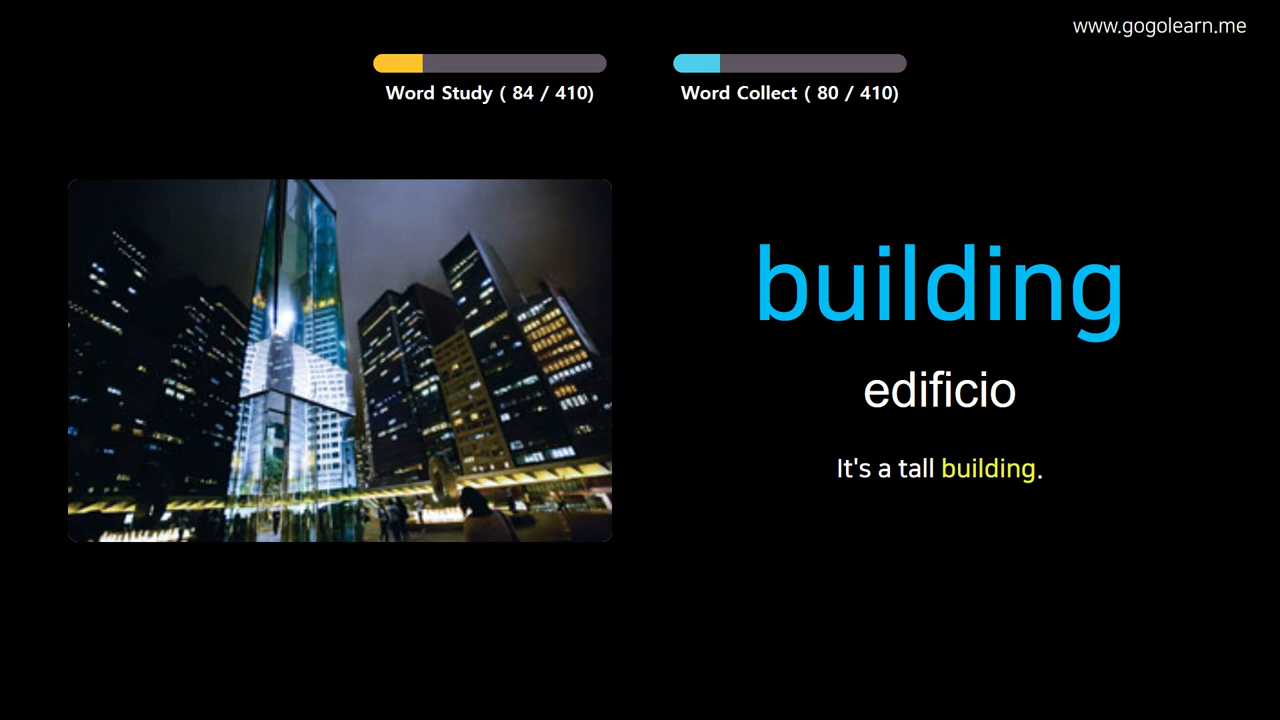 www.gogolearn.me
Word Study ( 84 / 410)
Word Collect ( 80 / 410)
building
edificio
It's a tall building.